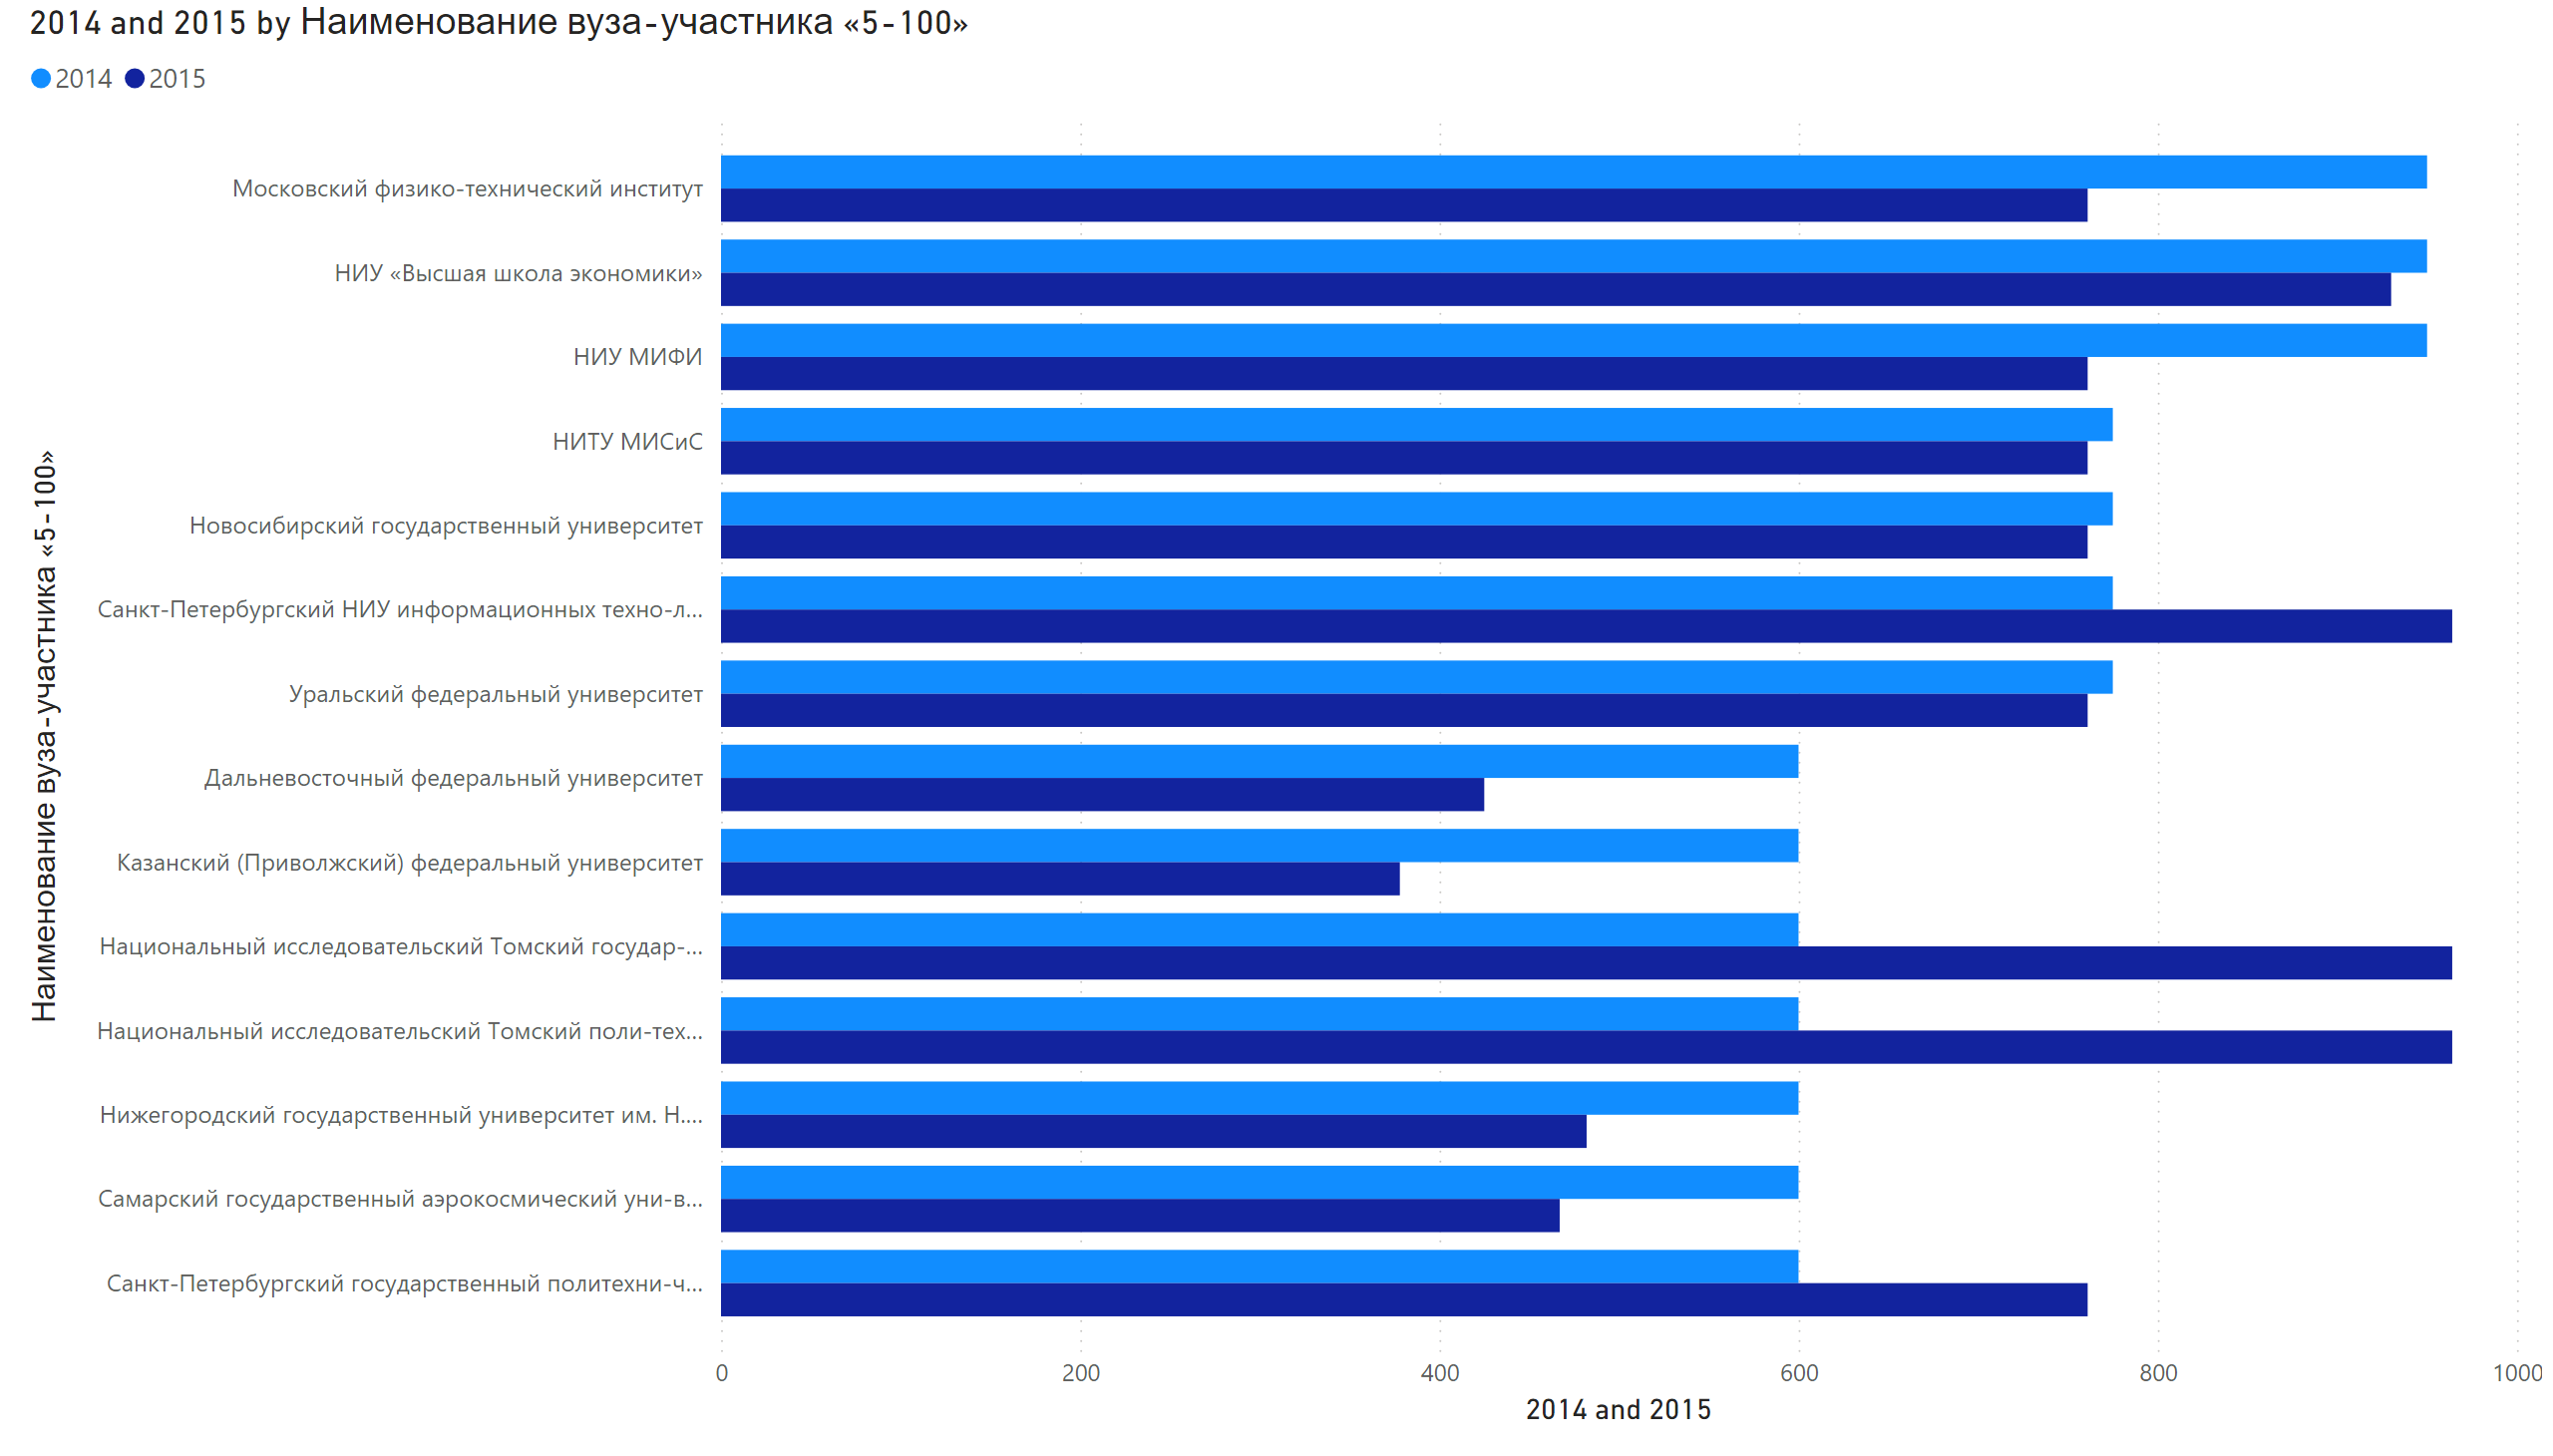 2014 and 2015 by Наименование вуза-участника «5-100»
2014 2015
Наименование вуза-участника «5-100»
Московский физико-технический институт
НИУ «Высшая школа экономики»
НИУ МИФИ
НИТУ МИСиС
Новосибирский государственный университет
Санкт-Петербургский НИУ информационных техно-л...
Уральский федеральный университет
Дальневосточный федеральный университет
Казанский (Приволжский) федеральный университет
Национальный исследовательский Томский государ-...
Национальный исследовательский Томский поли-тех...
Нижегородский государственный университет им. Н....
Самарский государственный аэрокосмический уни-в...
Санкт-Петербургский государственный политехни-ч...
0 200 400 600 800 1000
2014 and 2015